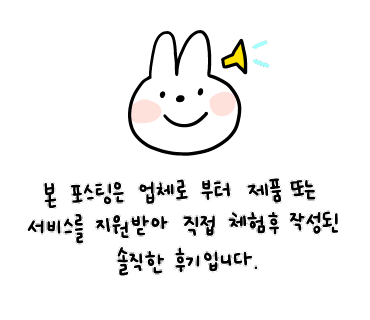 본 포스팅은 업체로 부터 제품 또는
서비스를 지원받아 직접 체험후 작성된
솔직한 후기입니다.